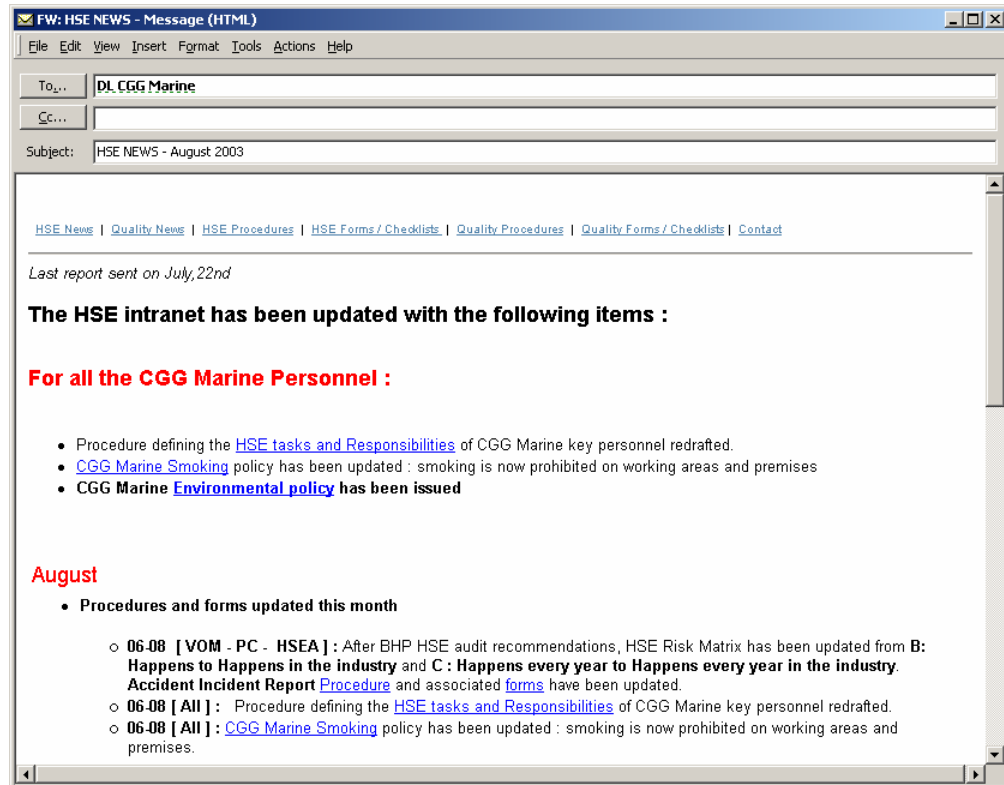 FW: HSE NEWS - Message (HTML)
File Edit View Insert Format Tools Actions Help
To... DL CGG Marine
Cc...
Subject: HSE NEWS - August 2003
HSE News | Quality News | HSE Procedures | HSE Forms / Checklists | Quality Procedures | Quality Forms / Checklists | Contact
Last report sent on July,22nd
The HSE intranet has been updated with the following items :
For all the CGG Marine Personnel :
• Procedure defining the HSE tasks and Responsibilities of CGG Marine key personnel redrafted.
• CGG Marine Smoking policy has been updated : smoking is now prohibited on working areas and premises
• CGG Marine Environmental policy has been issued
August
• Procedures and forms updated this month
o 06-08 [ VOM - PC - HSEA ] : After BHP HSE audit recommendations, HSE Risk Matrix has been updated from B:
Happens to Happens in the industry and C : Happens every year to Happens every year in the industry.
Accident Incident Report Procedure and associated forms have been updated.
o 06-08 [ All ] : Procedure defining the HSE tasks and Responsibilities of CGG Marine key personnel redrafted.
o 06-08 [ All ] : CGG Marine Smoking policy has been updated : smoking is now prohibited on working areas and
premises.